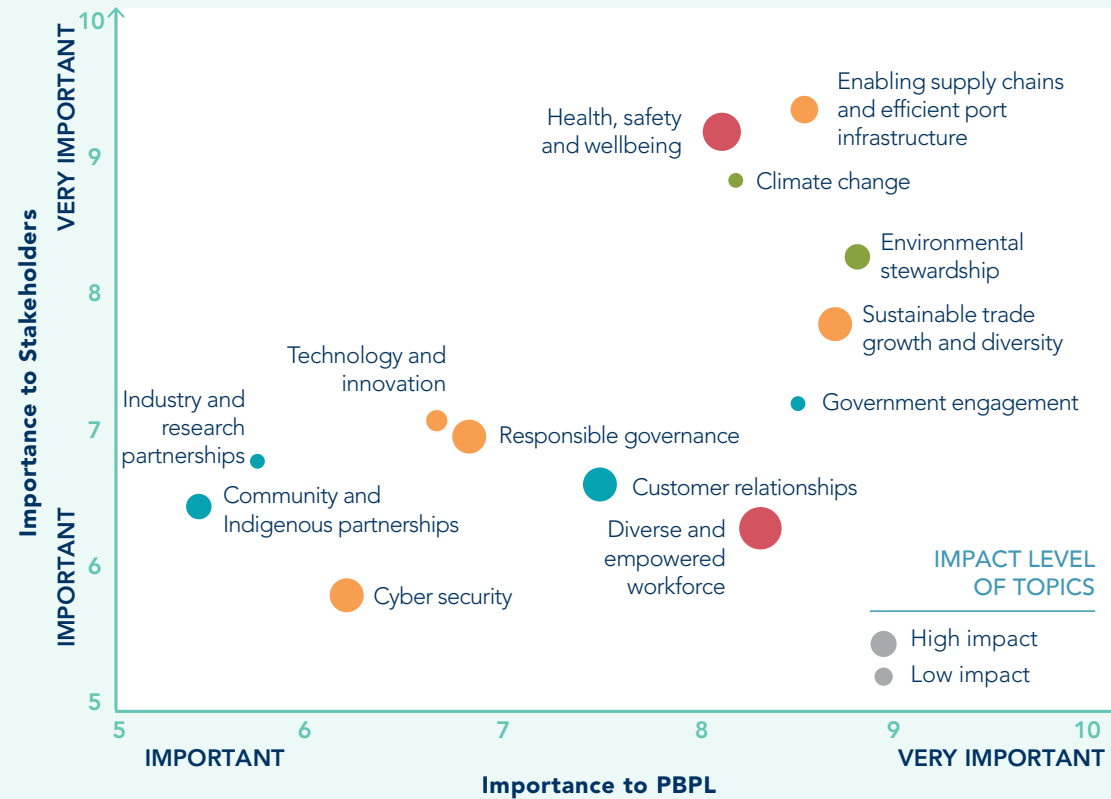 10
9
8
7
6
5
VERY IMPORTANT
Importance to Stakeholders
IMPORTANT
Enabling supply chains
and efficient port
infrastructure
Health, safety
and wellbeing
Climate change
Environmental
stewardship
Sustainable trade
growth and diversity
Technology and
innovation
Industry and
research
partnerships
Government engagement
Responsible governance
Customer relationships
Community and
Indigenous partnerships
Diverse and
empowered
workforce
Cyber security
IMPACT LEVEL
OF TOPICS
High impact
Low impact
5 6 7 8 9 10
IMPORTANT VERY IMPORTANT
Importance to PBPL